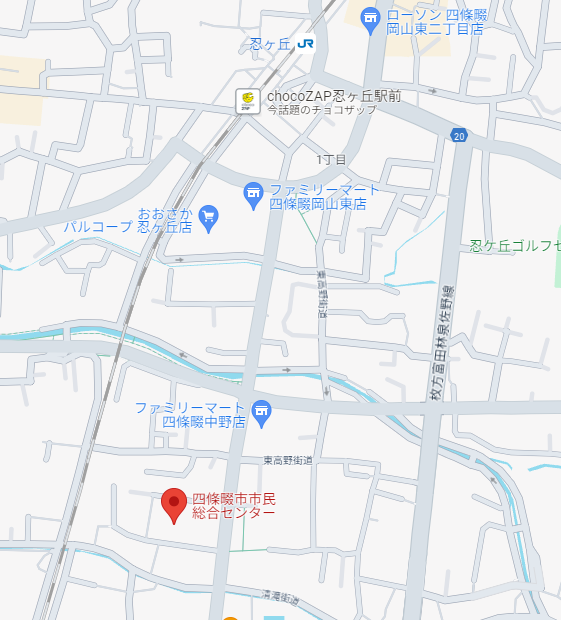 ローソン 四條畷
岡山東二丁目店
忍ヶ丘
JR
chocoZAP忍ヶ丘駅前
今話題のチョコザップ
20
1丁目
ファミリーマート
四條畷岡山東店
おおさか
パルコープ 忍ヶ丘店
忍ケ丘ゴルフセ
東高野街道
枚方富田林泉佐野線
ファミリーマート
四條畷中野店
東高野街道
四條畷市市民
総合センター
清滝街道